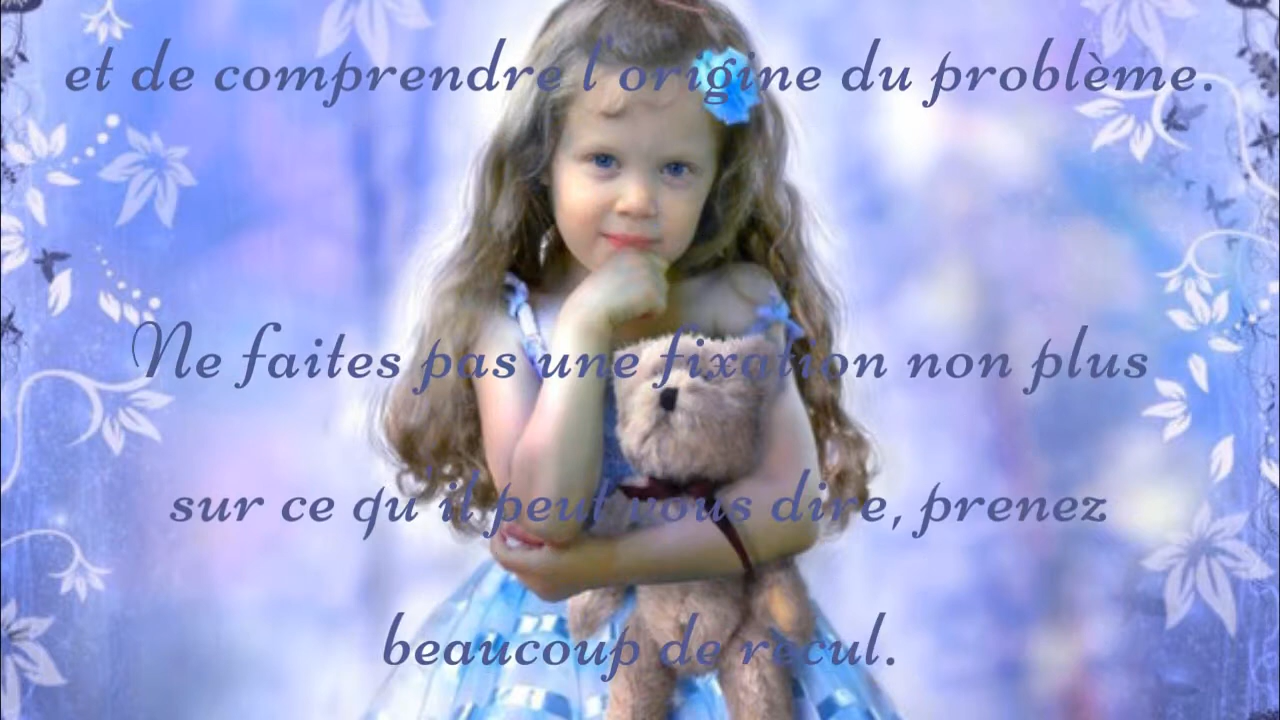 et de comprendre l'origine du problème.
Ne faites pas une fixation non plus
sur ce qu'il peut vous dire, prenez
beaucoup de recul.